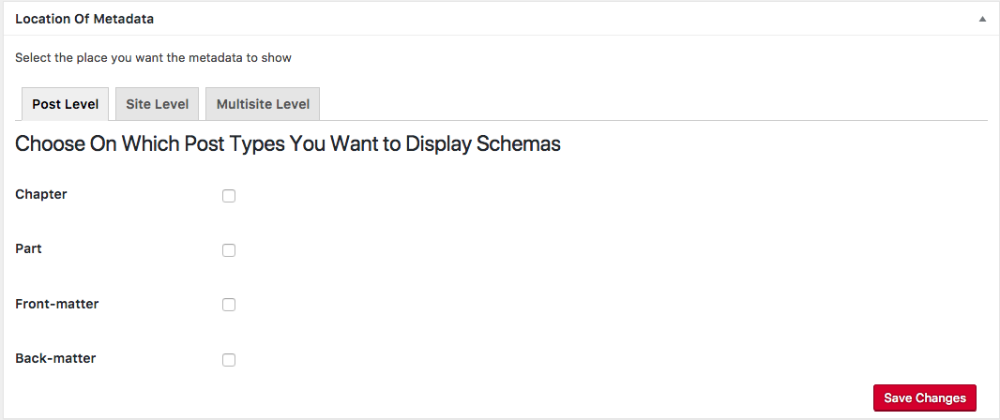 Location Of Metadata
Select the place you want the metadata to show
Post Level Site Level Multisite Level
Choose On Which Post Types You Want to Display Schemas
Chapter
Part
Front-matter
Back-matter
Save Changes